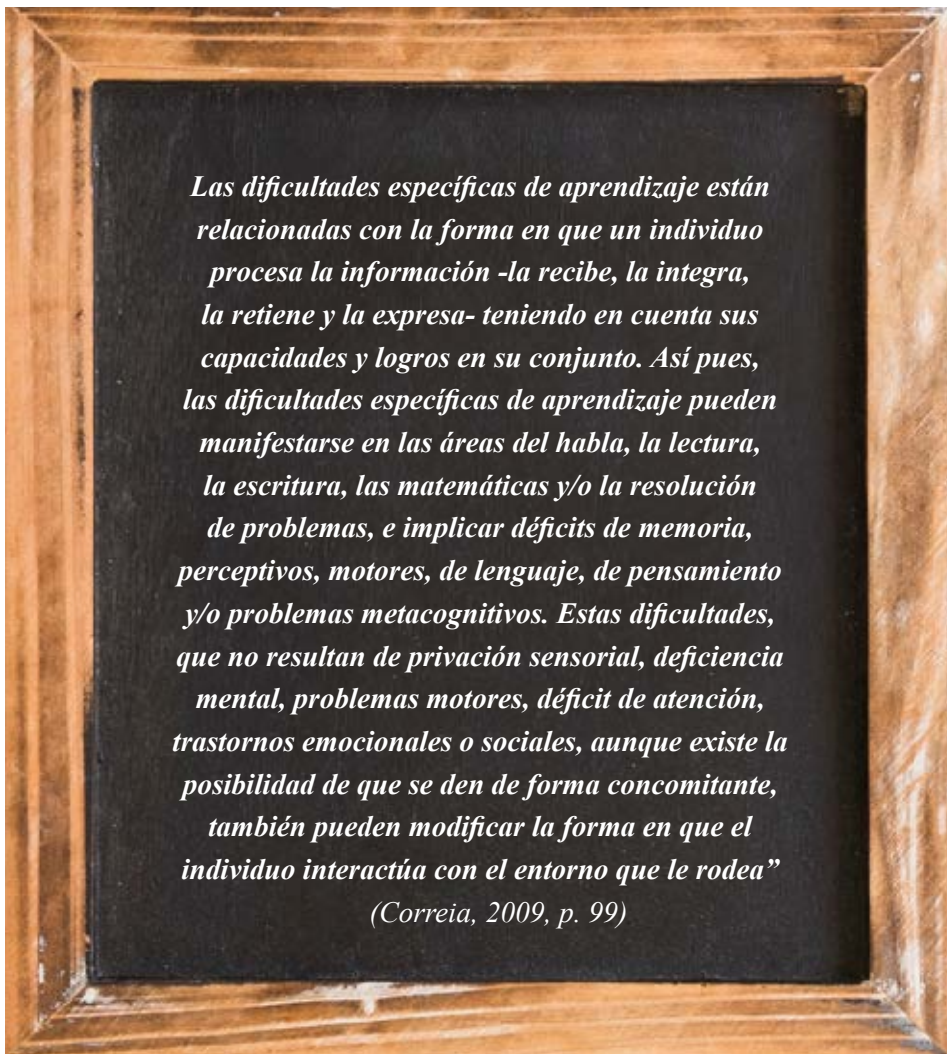 Las dificultades específicas de aprendizaje están
relacionadas con la forma en que un individuo
procesa la información -la recibe, la integra,
la retiene y la expresa- teniendo en cuenta sus
capacidades y logros en su conjunto. Así pues,
las dificultades específicas de aprendizaje pueden
manifestarse en las áreas del habla, la lectura,
la escritura, las matemáticas y/o la resolución
de problemas, e implicar déficits de memoria,
perceptivos, motores, de lenguaje, de pensamiento
y/o problemas metacognitivos. Estas dificultades,
que no resultan de privación sensorial, deficiencia
mental, problemas motores, déficit de atención,
trastornos emocionales o sociales, aunque existe la
posibilidad de que se den de forma concomitante,
también pueden modificar la forma en que el
individuo interactúa con el entorno que le rodea”
(Correia, 2009, p. 99)